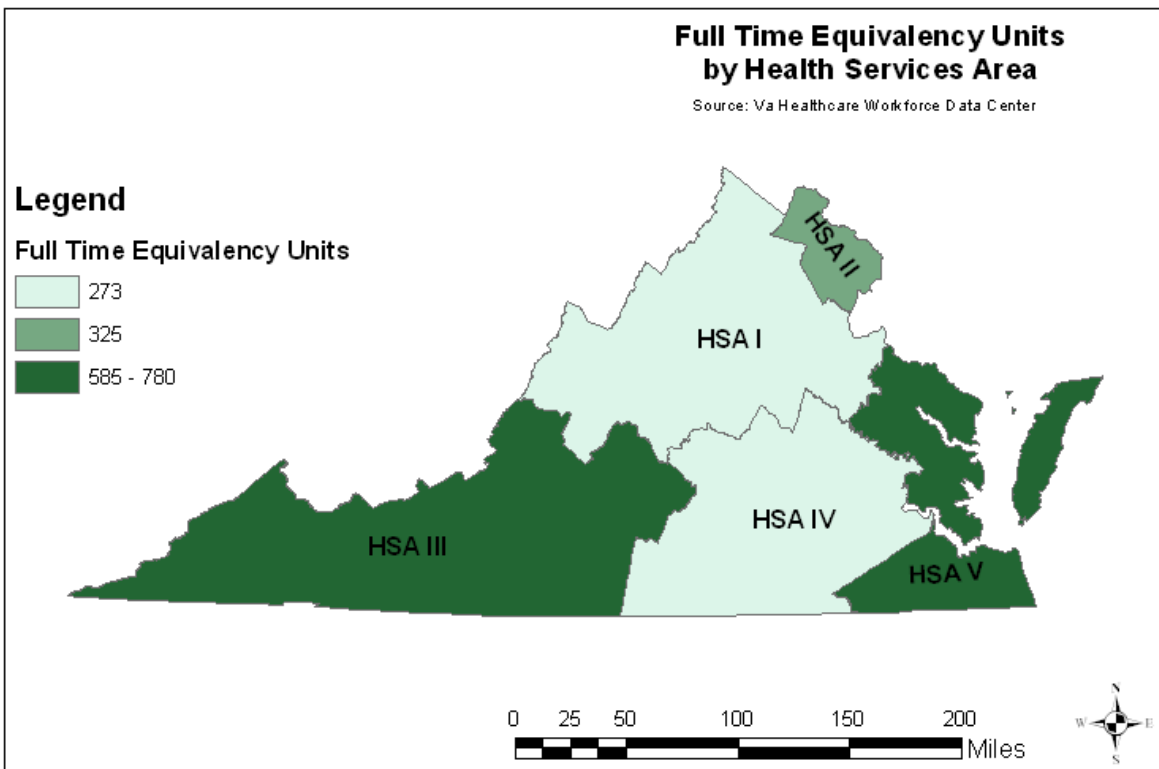 Full Time Equivalency Units
by Health Services Area
Source: Va Healthcare Workforce Data Center
Legend
Full Time Equivalency Units
273
325
585 - 780
HSA II
HSA I
HSA IV
HSA III
HSA V
0 25 50 100 150 200
Miles
N
W E
S